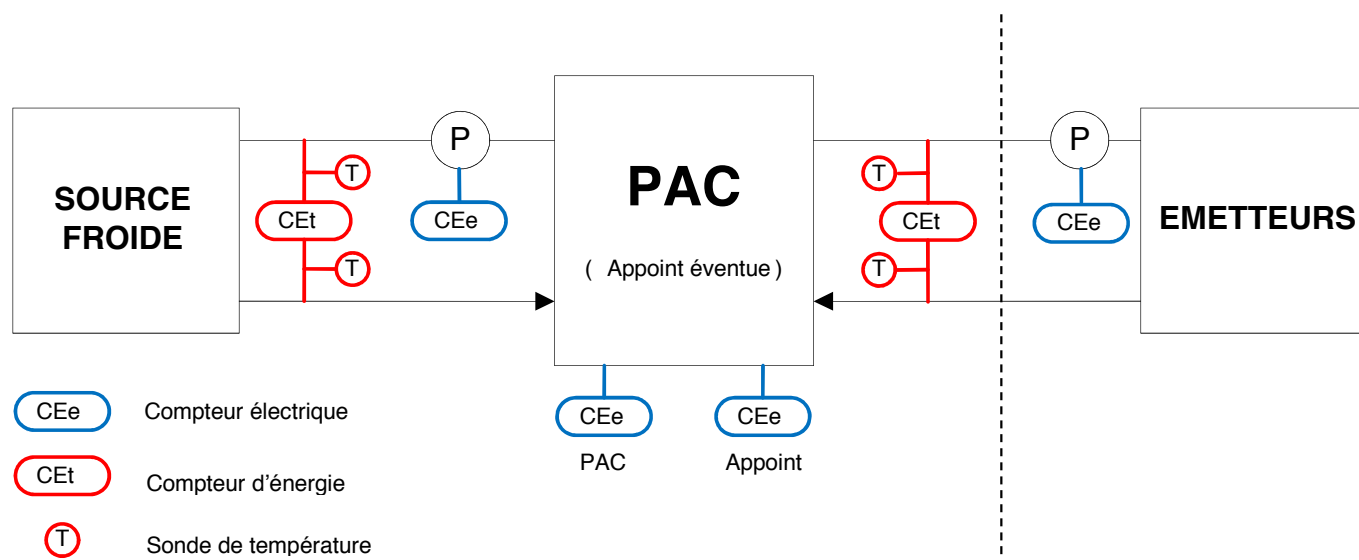 SOURCE
FROIDE
T
CEt
T
P
CEe
PAC
( Appoint éventue )
T
CEt
T
P
CEe
EMETTEURS
CEe
PAC
CEe
Appoint
CEe Compteur électrique
CEt Compteur d'énergie
T Sonde de température